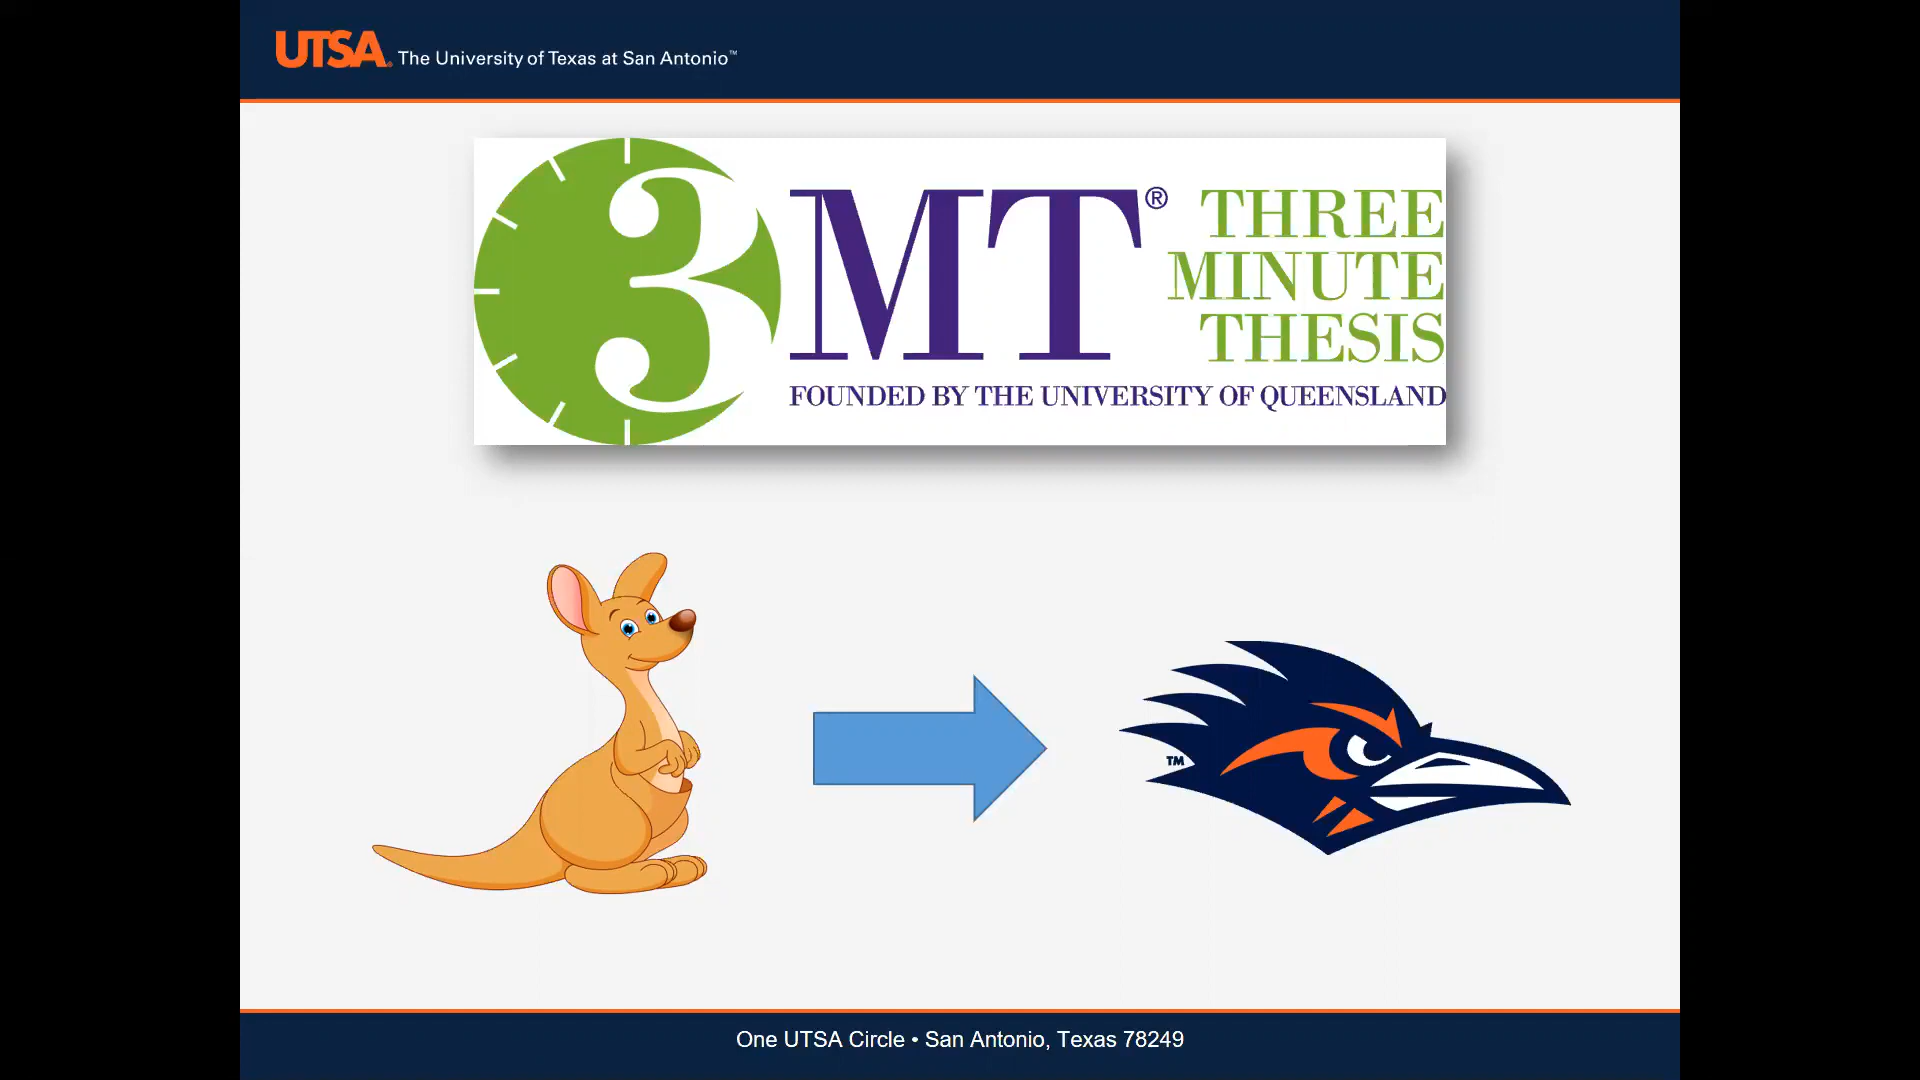 UTSA. The University of Texas at San Antonio™
3MT® THREE
MINUTE
THESIS
FOUNDED BY THE UNIVERSITY OF QUEENSLAND
TM
One UTSA Circle • San Antonio, Texas 78249